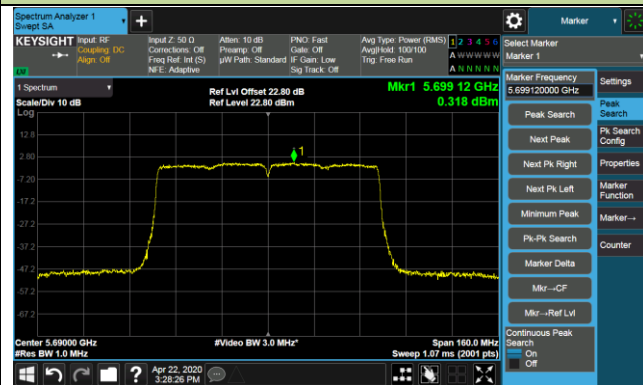 Spectrum Analyzer 1
Swept SA
Marker
KEYSIGHT
Input: RF
Coupling: DC
Align: Off
Input Z: 50 Ω
Corrections: Off
Freq Ref: Int (S)
NFE: Adaptive
Atten: 10 dB
Preamp: Off
µW Path: Standard
PNO: Fast
Gate: Off
IF Gain: Low
Sig Track: Off
Avg Type: Power (RMS)
Avg|Hold: 100/100
Trig: Free Run
1 2 3 4 5 6
A W W W W W
A N N N N N
Select Marker
Marker 1
1 Spectrum
Scale/Div 10 dB
Log
Ref Lvl Offset 22.80 dB
Ref Level 22.80 dBm
Mkr1 5.699 12 GHz
0.318 dBm
12.8
2.80
-7.20
-17.2
-27.2
-37.2
-47.2
-57.2
-67.2
1
Center 5.69000 GHz
#Res BW 1.0 MHz
#Video BW 3.0 MHz*
Span 160.0 MHz
Sweep 1.07 ms (2001 pts)
Marker Frequency
5.699120000 GHz
Peak Search
Next Peak
Next Pk Right
Next Pk Left
Minimum Peak
Pk-Pk Search
Marker Delta
Mkr→CF
Mkr→Ref Lvl
Continuous Peak
Search
On
Off
Settings
Peak
Search
Pk Search
Config
Properties
Marker
Function
Marker→
Counter
Apr 22, 2020
3:28:26 PM